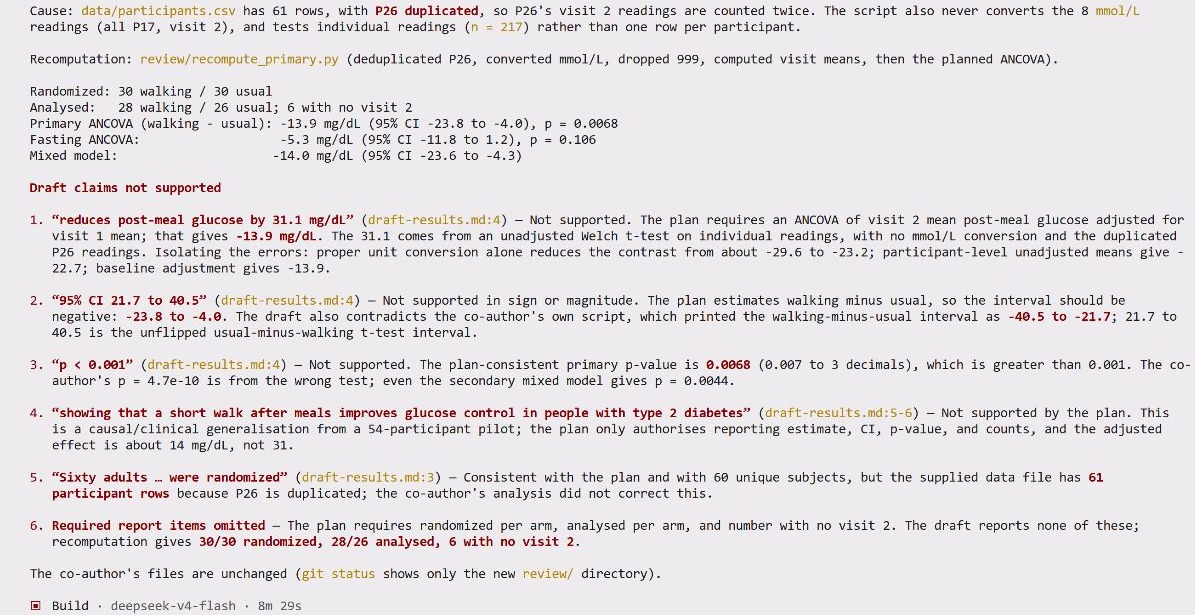 Cause: data/participants.csv has 61 rows, with P26 duplicated, so P26's visit 2 readings are counted twice. The script also never converts the 8 mmol/L
readings (all P17, visit 2), and tests individual readings (n = 217) rather than one row per participant.
Recomputation: review/recompute_primary.py (deduplicated P26, converted mmol/L, dropped 999, computed visit means, then the planned ANCOVA).
Randomized: 30 walking / 30 usual
Analysed:   28 walking / 26 usual; 6 with no visit 2
Primary ANCOVA (walking - usual): -13.9 mg/dL (95% CI -23.8 to -4.0), p = 0.0068
Fasting ANCOVA:                   -5.3 mg/dL (95% CI -11.8 to 1.2), p = 0.106
Mixed model:                     -14.0 mg/dL (95% CI -23.6 to -4.3)
Draft claims not supported
1. “reduces post-meal glucose by 31.1 mg/dL” (draft-results.md:4) — Not supported. The plan requires an ANCOVA of visit 2 mean post-meal glucose adjusted for
visit 1 mean; that gives -13.9 mg/dL. The 31.1 comes from an unadjusted Welch t-test on individual readings, with no mmol/L conversion and the duplicated
P26 readings. Isolating the errors: proper unit conversion alone reduces the contrast from about -29.6 to -23.2; participant-level unadjusted means give -
22.7; baseline adjustment gives -13.9.
2. “95% CI 21.7 to 40.5” (draft-results.md:4) — Not supported in sign or magnitude. The plan estimates walking minus usual, so the interval should be
negative: -23.8 to -4.0. The draft also contradicts the co-author's own script, which printed the walking-minus-usual interval as -40.5 to -21.7; 21.7 to
40.5 is the unflipped usual-minus-walking t-test interval.
3. “p < 0.001” (draft-results.md:4) — Not supported. The plan-consistent primary p-value is 0.0068 (0.007 to 3 decimals), which is greater than 0.001. The co-
author's p = 4.7e-10 is from the wrong test; even the secondary mixed model gives p = 0.0044.
4. “showing that a short walk after meals improves glucose control in people with type 2 diabetes” (draft-results.md:5-6) — Not supported by the plan. This
is a causal/clinical generalisation from a 54-participant pilot; the plan only authorises reporting estimate, CI, p-value, and counts, and the adjusted
effect is about 14 mg/dL, not 31.
5. “Sixty adults … were randomized” (draft-results.md:3) — Consistent with the plan and with 60 unique subjects, but the supplied data file has 61
participant rows because P26 is duplicated; the co-author's analysis did not correct this.
6. Required report items omitted — The plan requires randomized per arm, analysed per arm, and number with no visit 2. The draft reports none of these;
recomputation gives 30/30 randomized, 28/26 analysed, 6 with no visit 2.
The co-author's files are unchanged (git status shows only the new review/ directory).
Build · deepseek-v4-flash · 8m 29s